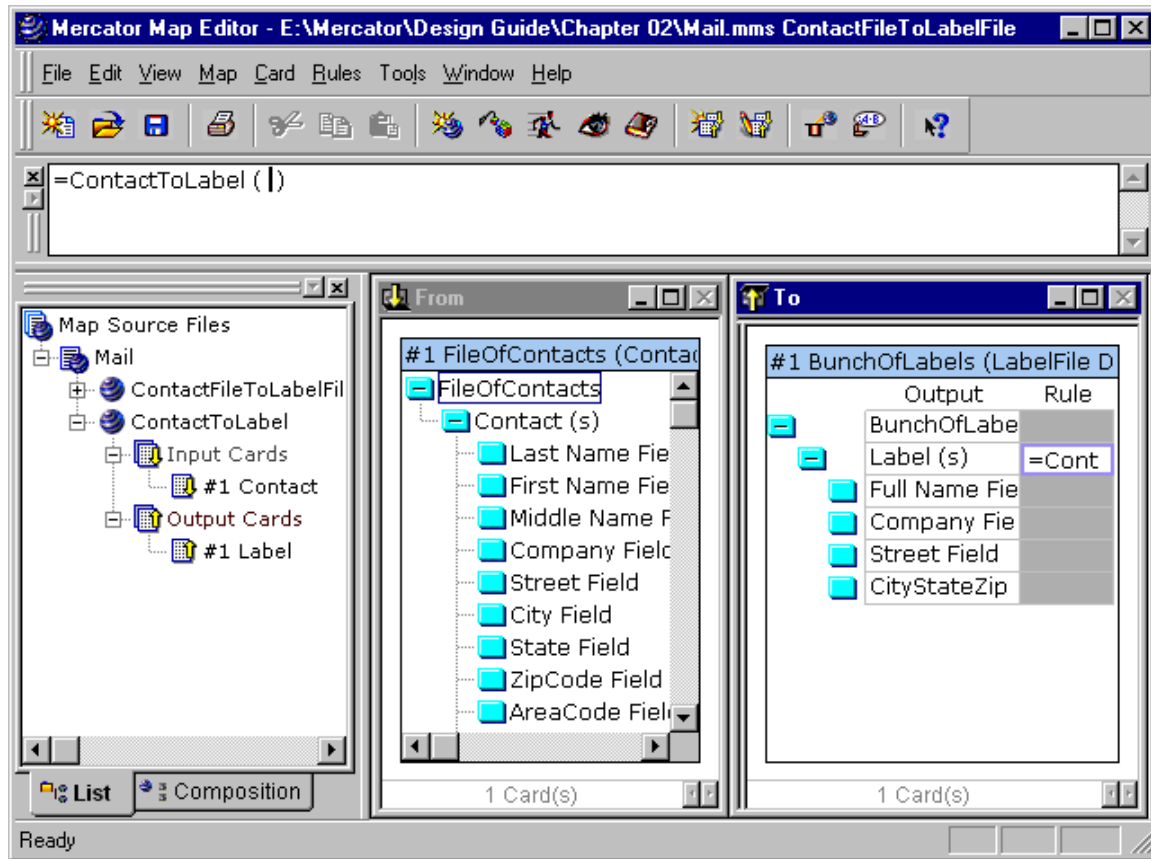 Mercator Map Editor - E:\Mercator\Design Guide\Chapter 02\Mail.mms ContactFileToLabelFile
File Edit View Map Card Rules Tools Window Help
=ContactToLabel ( )
Map Source Files
Mail
ContactFileToLabelFil
ContactToLabel
Input Cards
#1 Contact
Output Cards
#1 Label
List
Composition
From
#1 FileOfContacts (Contac
FileOfContacts
Contact (s)
Last Name Fie
First Name Fie
Middle Name F
Company Field
Street Field
City Field
State Field
ZipCode Field
AreaCode Fiel
1 Card(s)
To
#1 BunchOfLabels (LabelFile D
Output Rule
BunchOfLabe
Label (s) =Cont
Full Name Fie
Company Fie
Street Field
CityStateZip
1 Card(s)
Ready